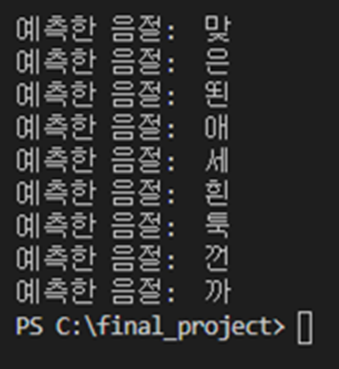 예측한 음절: 맞
예측한 음절: 은
예측한 음절: 된
예측한 음절: 애
예측한 음절: 세
예측한 음절: 흰
예측한 음절: 툭
예측한 음절: 껀
예측한 음절: 까
PS C:\final_project>